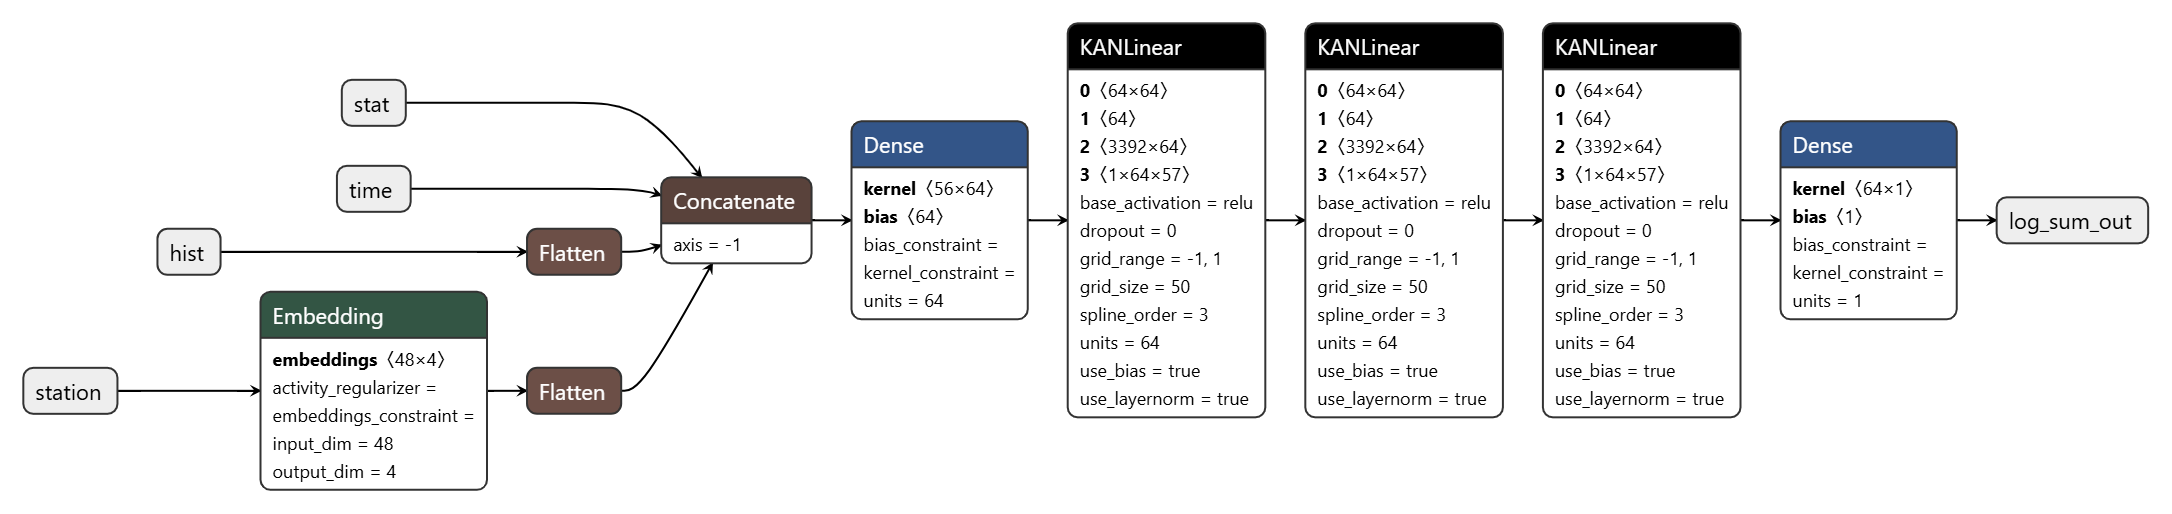 stat
time
hist
station
Embedding
embeddings ⟨48×4⟩
activity_regularizer =
embeddings_constraint =
input_dim = 48
output_dim = 4
Flatten
Flatten
Concatenate
axis = -1
Dense
kernel ⟨56×64⟩
bias ⟨64⟩
bias_constraint =
kernel_constraint =
units = 64
KANLinear
0 ⟨64×64⟩
1 ⟨64⟩
2 ⟨3392×64⟩
3 ⟨1×64×57⟩
base_activation = relu
dropout = 0
grid_range = -1, 1
grid_size = 50
spline_order = 3
units = 64
use_bias = true
use_layernorm = true
KANLinear
0 ⟨64×64⟩
1 ⟨64⟩
2 ⟨3392×64⟩
3 ⟨1×64×57⟩
base_activation = relu
dropout = 0
grid_range = -1, 1
grid_size = 50
spline_order = 3
units = 64
use_bias = true
use_layernorm = true
KANLinear
0 ⟨64×64⟩
1 ⟨64⟩
2 ⟨3392×64⟩
3 ⟨1×64×57⟩
base_activation = relu
dropout = 0
grid_range = -1, 1
grid_size = 50
spline_order = 3
units = 64
use_bias = true
use_layernorm = true
Dense
kernel ⟨64×1⟩
bias ⟨1⟩
bias_constraint =
kernel_constraint =
units = 1
log_sum_out